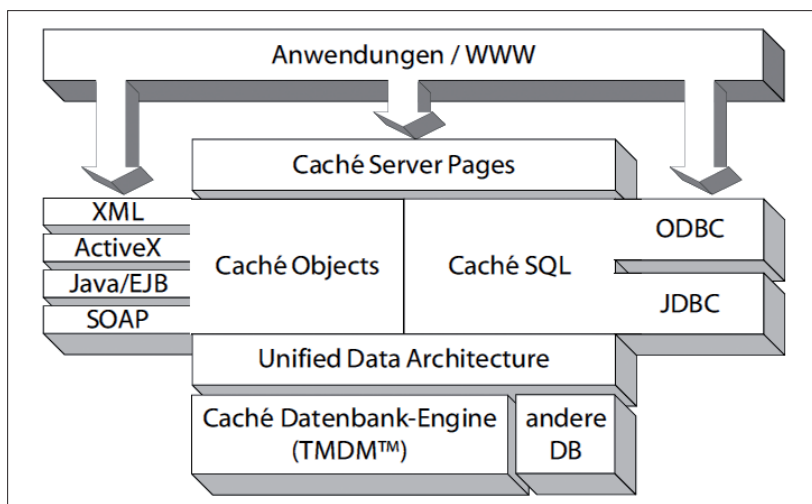 Anwendungen / WWW
Caché Server Pages
XML
ActiveX
Java/EJB
SOAP
Caché Objects
Caché SQL
ODBC
JDBC
Unified Data Architecture
Caché Datenbank-Engine
(TMDM™)
andere
DB